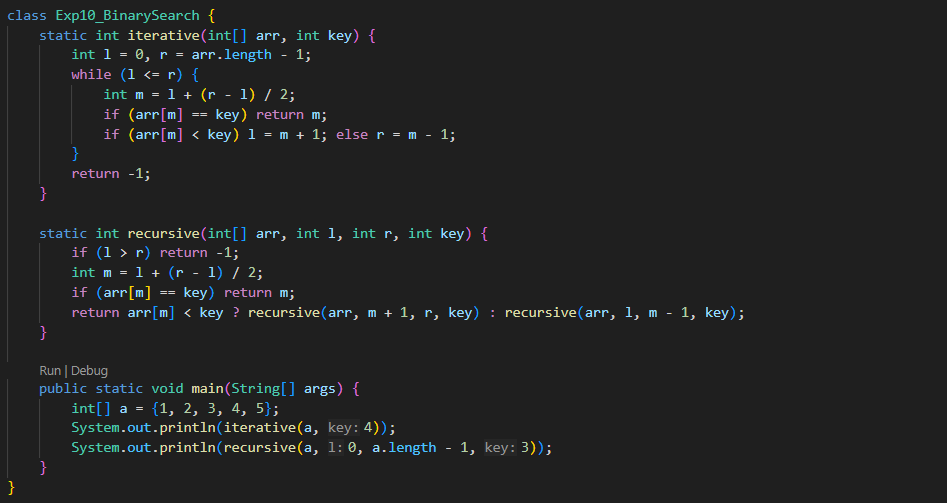 class Exp10_BinarySearch {
    static int iterative(int[] arr, int key) {
        int l = 0, r = arr.length - 1;
        while (l <= r) {
            int m = l + (r - l) / 2;
            if (arr[m] == key) return m;
            if (arr[m] < key) l = m + 1; else r = m - 1;
        }
        return -1;
    }

    static int recursive(int[] arr, int l, int r, int key) {
        if (l > r) return -1;
        int m = l + (r - l) / 2;
        if (arr[m] == key) return m;
        return arr[m] < key ? recursive(arr, m + 1, r, key) : recursive(arr, l, m - 1, key);
    }

    Run | Debug
    public static void main(String[] args) {
        int[] a = {1, 2, 3, 4, 5};
        System.out.println(iterative(a, key: 4));
        System.out.println(recursive(a, l: 0, a.length - 1, key: 3));
    }
}